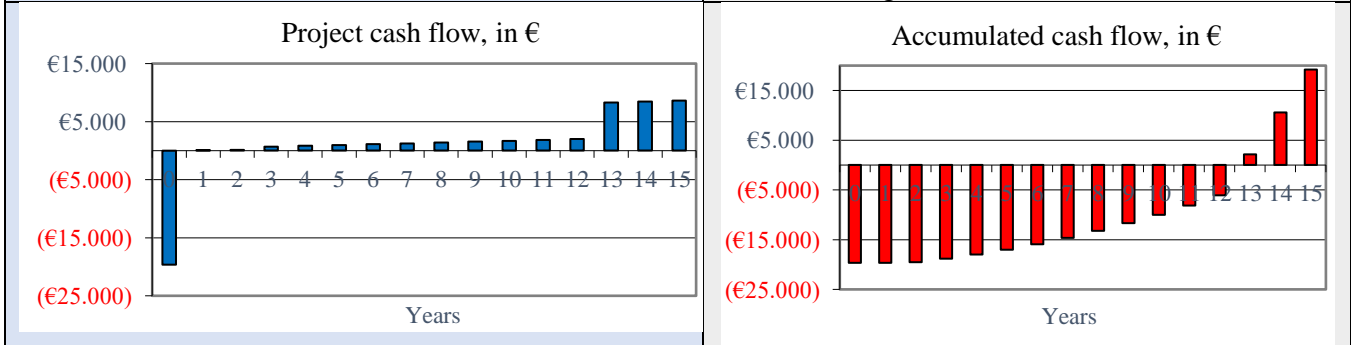 Project cash flow, in €
€15.000
€5.000
(€5.000)
(€15.000)
(€25.000)
0 1 2 3 4 5 6 7 8 9 10 11 12 13 14 15
Years
Accumulated cash flow, in €
€15.000
€5.000
(€5.000)
(€15.000)
(€25.000)
0 1 2 3 4 5 6 7 8 9 10 11 12 13 14 15
Years